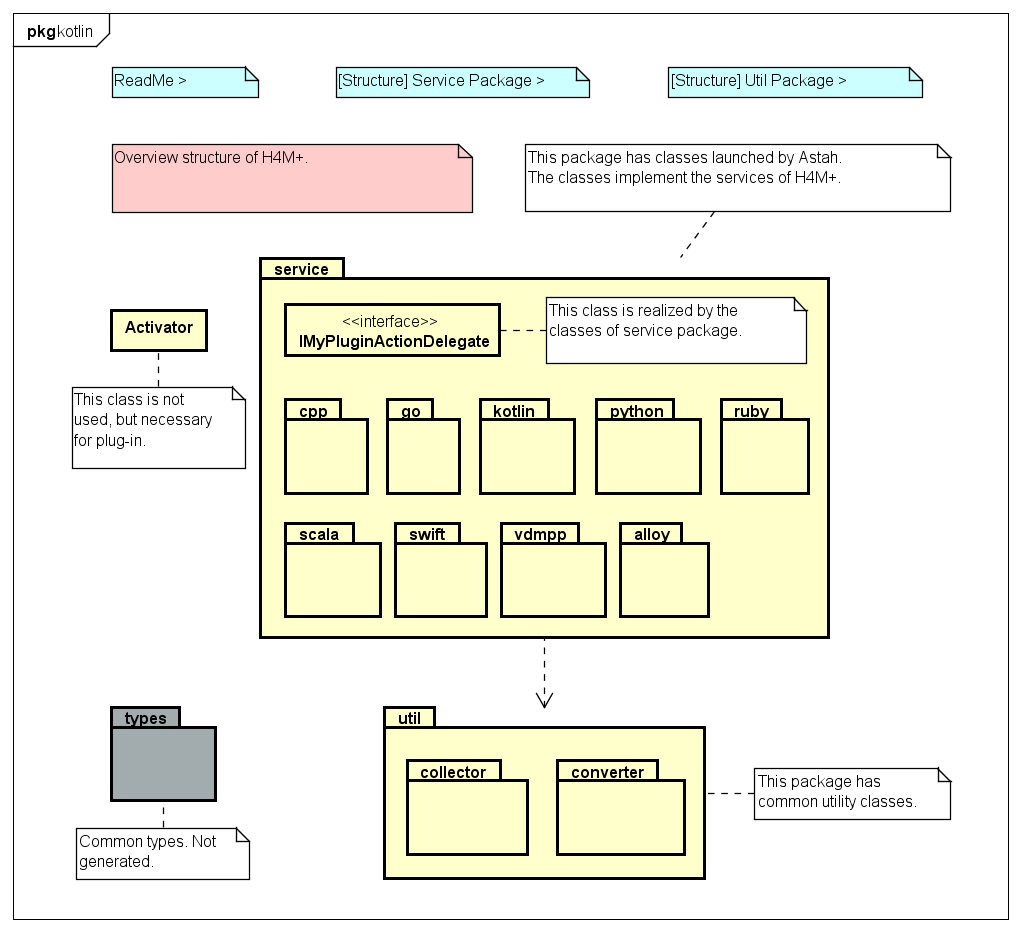 pkg kotlin
ReadMe >
[Structure] Service Package >
[Structure] Util Package >
Overview structure of H4M+.
This package has classes launched by Astah.
The classes implement the services of H4M+.
service
<<interface>>
IMyPluginActionDelegate
This class is realized by the
classes of service package.
Activator
This class is not
used, but necessary
for plug-in.
cpp
go
kotlin
python
ruby
scala
swift
vdmpp
alloy
types
Common types. Not
generated.
util
collector
converter
This package has
common utility classes.